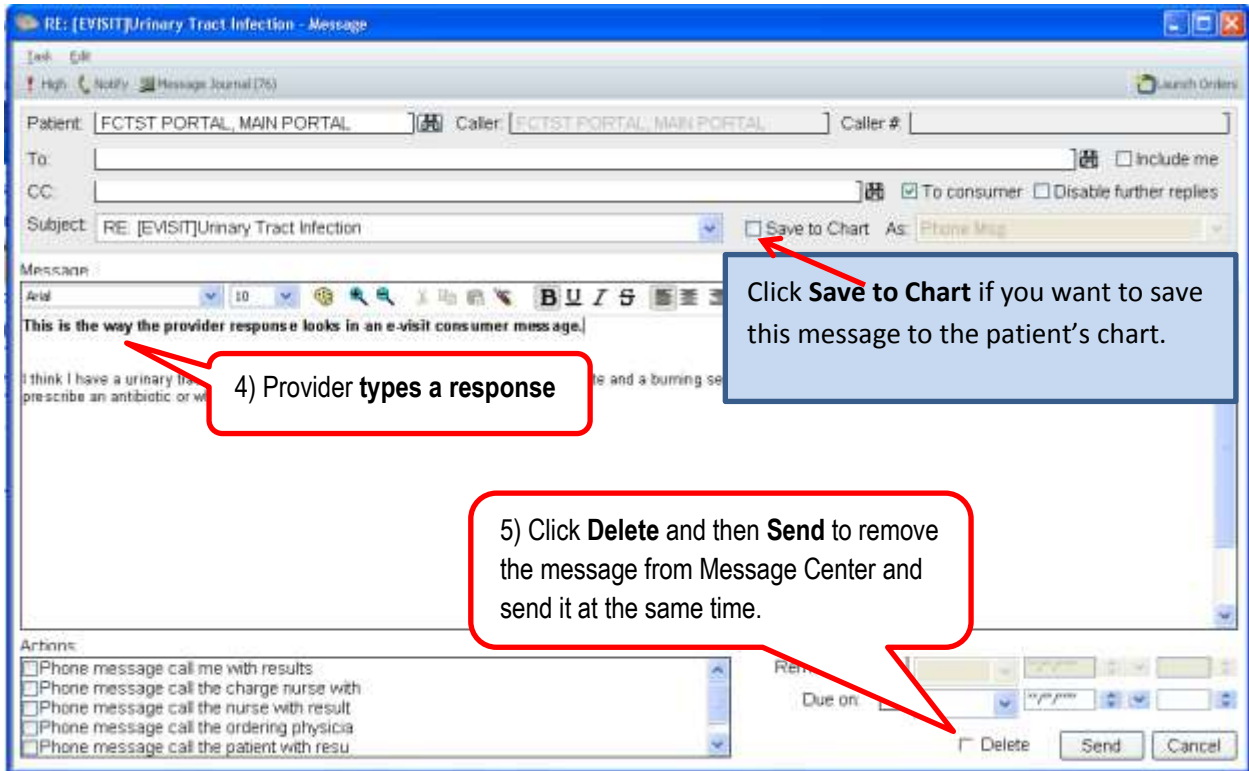 RE: [EVISIT]Urinary Tract Infection - Message
Task Edit
! High Notify Message Journal (76) Launch Orders
Patient: FCTST PORTAL, MAIN PORTAL Caller: FCTST PORTAL, MAIN PORTAL Caller #
To: Include me
CC: To consumer Disable further replies
Subject: RE: [EVISIT]Urinary Tract Infection Save to Chart As: Phone Msg
Message
Arial 10 B U I S
Click Save to Chart if you want to save
this message to the patient's chart.
This is the way the provider response looks in an e-visit consumer message.
4) Provider types a response
I think I have a urinary and a burning
prescribe an antibiotic or
5) Click Delete and then Send to remove
the message from Message Center and
send it at the same time.
Actions
Phone message call me with results
Phone message call the charge nurse with
Phone message call the nurse with result
Phone message call the ordering physicia
Phone message call the patient with resu
Due on:
Delete Send Cancel